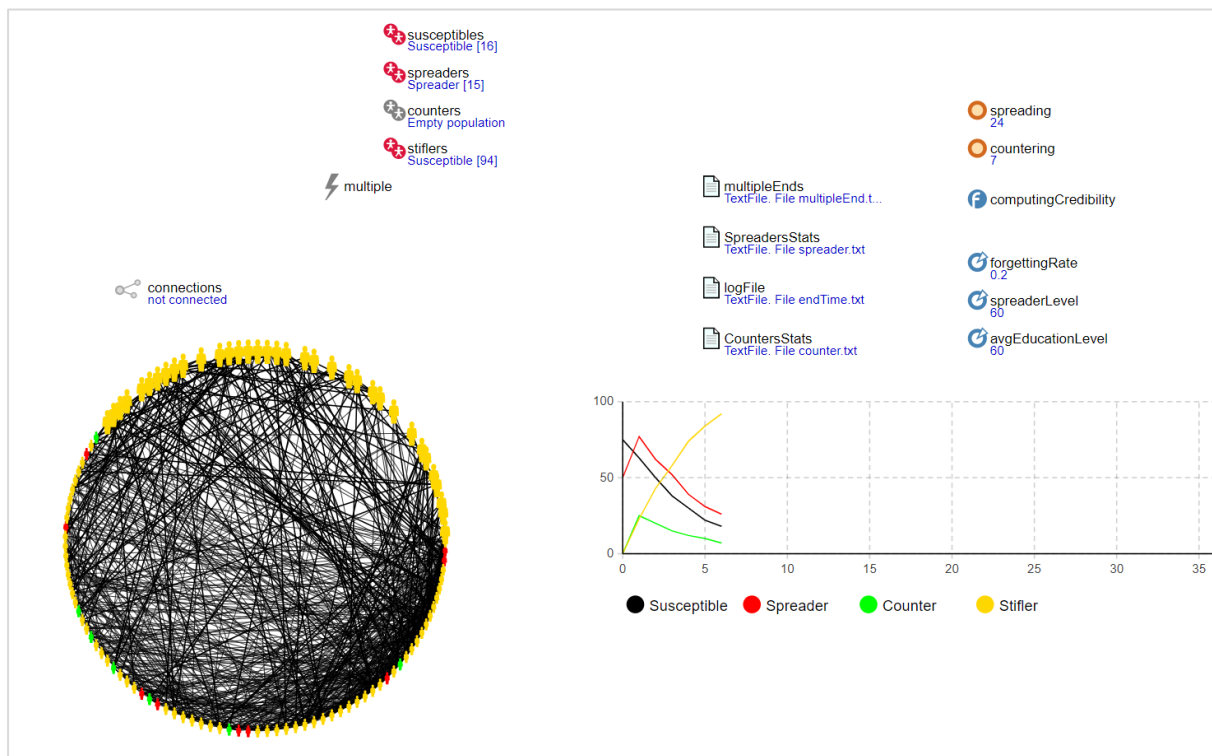 susceptibles
Susceptible [16]
spreaders
Spreader [15]
counters
Empty population
stiflers
Susceptible [94]
multiple
connections
not connected
multipleEnds
TextFile. File multipleEnd.t...
SpreadersStats
TextFile. File spreader.txt
logFile
TextFile. File endTime.txt
CountersStats
TextFile. File counter.txt
spreading
24
countering
7
F
computingCredibility
forgettingRate
0.2
spreaderLevel
60
avgEducationLevel
60
100
50
0
0 5 10 15 20 25 30 35
Susceptible Spreader Counter Stifler